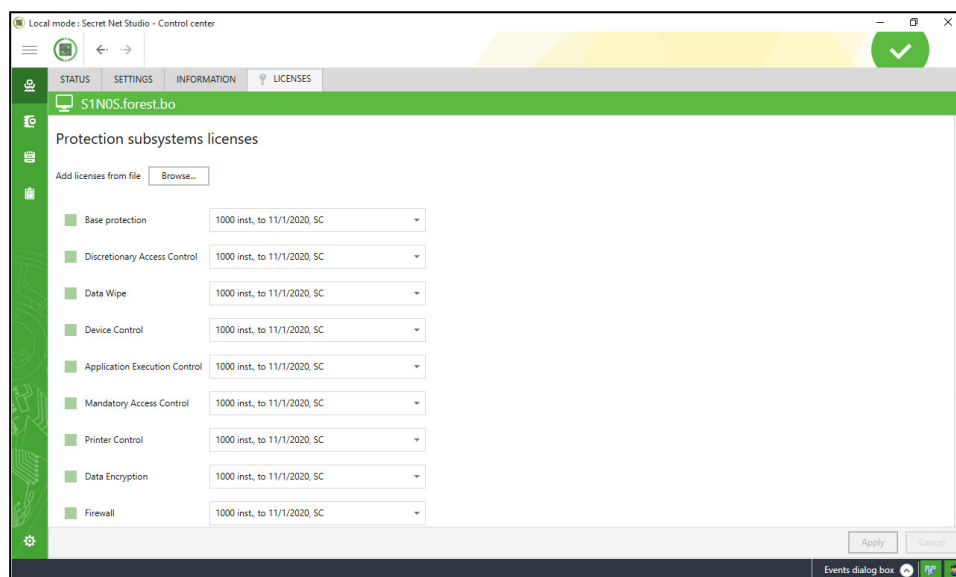 Local mode : Secret Net Studio - Control center
STATUS SETTINGS INFORMATION LICENSES
S1N0S.forest.bo
Protection subsystems licenses
Add licenses from file Browse...
Base protection 1000 inst., to 11/1/2020, SC
Discretionary Access Control 1000 inst., to 11/1/2020, SC
Data Wipe 1000 inst., to 11/1/2020, SC
Device Control 1000 inst., to 11/1/2020, SC
Application Execution Control 1000 inst., to 11/1/2020, SC
Mandatory Access Control 1000 inst., to 11/1/2020, SC
Printer Control 1000 inst., to 11/1/2020, SC
Data Encryption 1000 inst., to 11/1/2020, SC
Firewall 1000 inst., to 11/1/2020, SC
Apply Cancel
Events dialog box